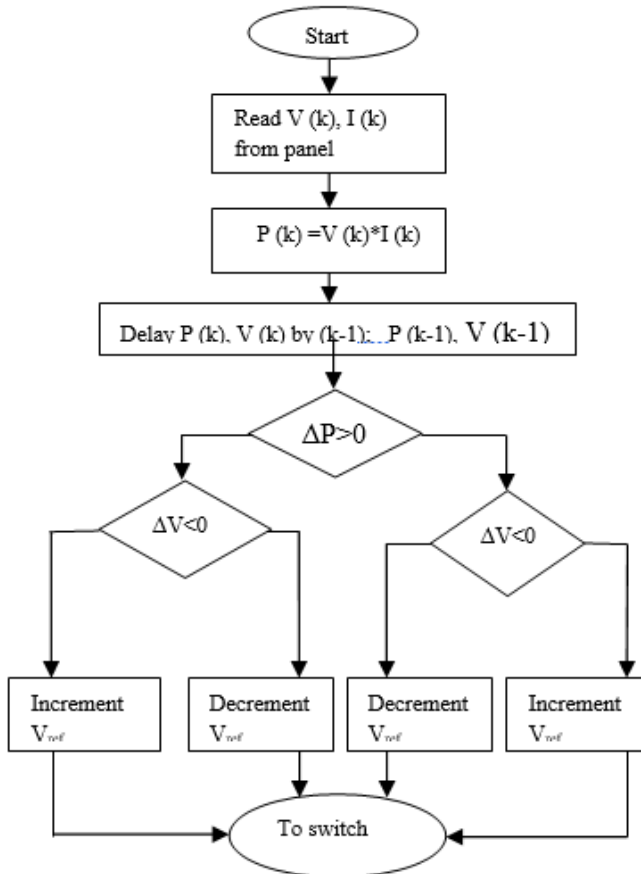 Start
Read V (k), I (k)
from panel
P (k) =V (k)*I (k)
Delay P (k), V (k) by (k-1); P (k-1), V (k-1)
ΔP>0
ΔV<0
ΔV<0
Increment
Vref
Decrement
Vref
Decrement
Vref
Increment
Vref
To switch